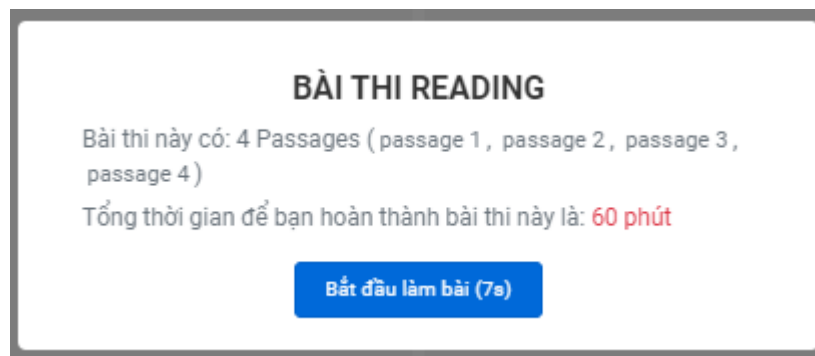 BÀI THI READING
Bài thi này có: 4 Passages ( passage 1 , passage 2 , passage 3 ,
passage 4 )
Tổng thời gian để bạn hoàn thành bài thi này là: 60 phút
Bắt đầu làm bài (7s)